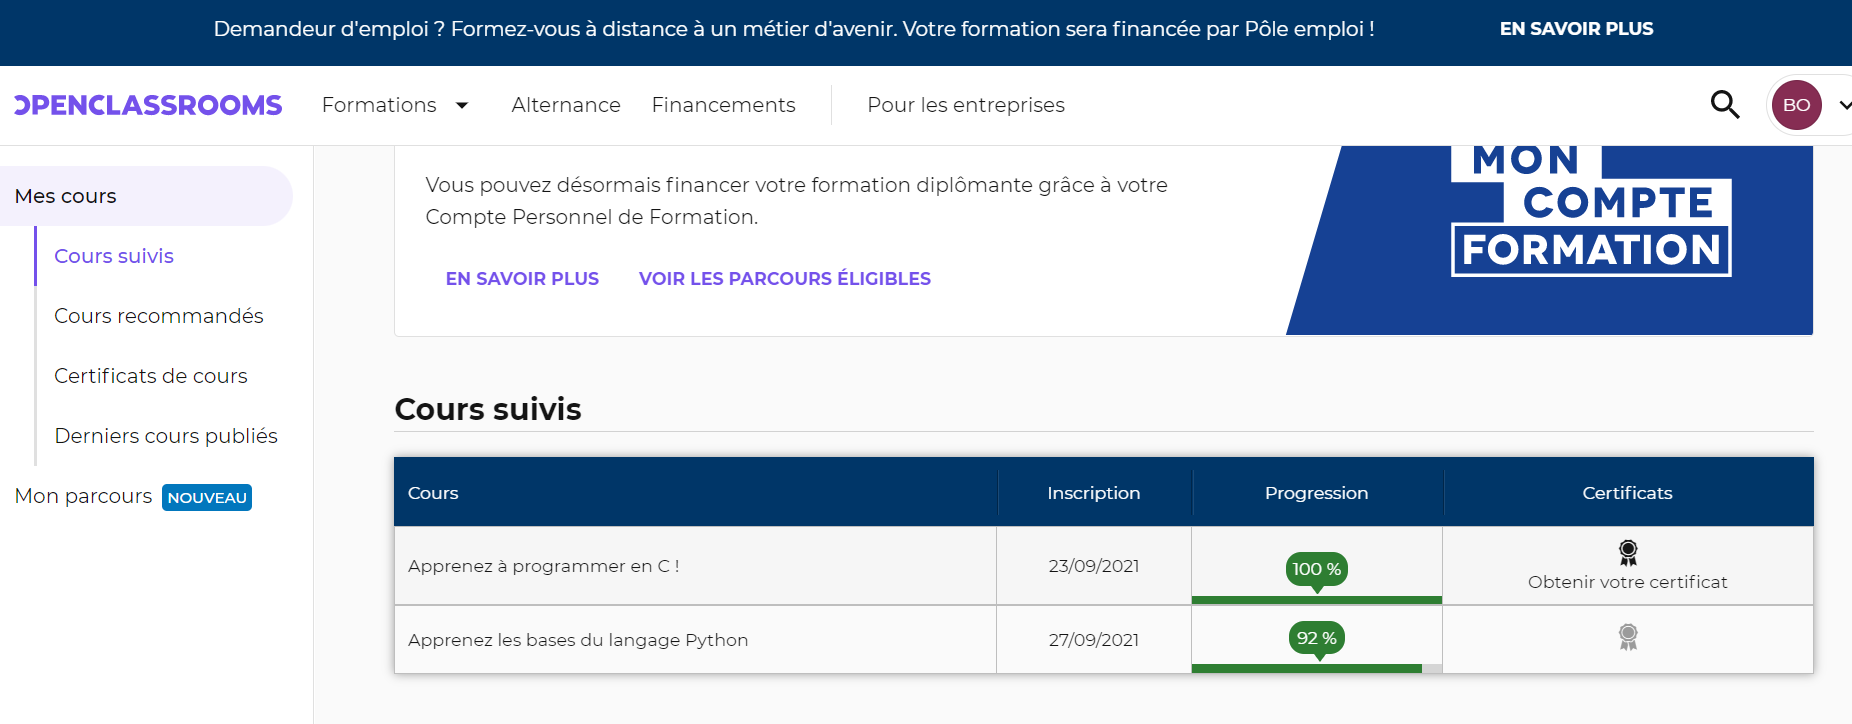 Demandeur d'emploi ? Formez-vous à distance à un métier d'avenir. Votre formation sera financée par Pôle emploi !
EN SAVOIR PLUS
OPENCLASSROOMS
Formations
Alternance
Financements
Pour les entreprises
BO
Mes cours
Cours suivis
Cours recommandés
Certificats de cours
Derniers cours publiés
Mon parcours NOUVEAU
Vous pouvez désormais financer votre formation diplômante grâce à votre
Compte Personnel de Formation.
EN SAVOIR PLUS
VOIR LES PARCOURS ÉLIGIBLES
MON
COMPTE
FORMATION
Cours suivis
Cours
Inscription
Progression
Certificats
Apprenez à programmer en C !
23/09/2021
100 %
Obtenir votre certificat
Apprenez les bases du langage Python
27/09/2021
92 %